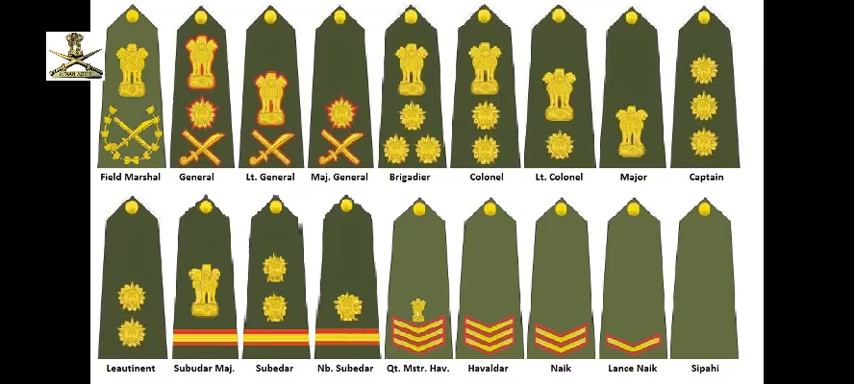 Field Marshal
General
Lt. General
Maj. General
Brigadier
Colonel
Lt. Colonel
Major
Captain
Leautinent
Subudar Maj.
Subedar
Nb. Subedar
Qt. Mstr. Hav.
Havaldar
Naik
Lance Naik
Sipahi